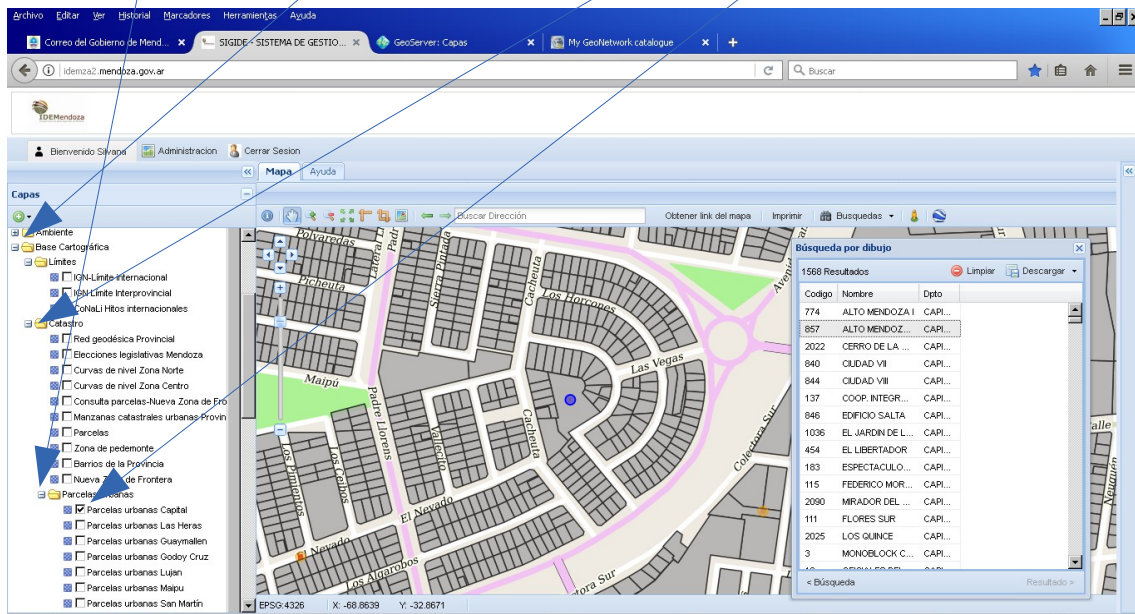 Archivo Editar Ver Historial Marcadores Herramientas Ayuda
Correo del Gobierno de Mend... × SIGIDE - SISTEMA DE GESTIO... × GeoServer: Capas × My GeoNetwork catalogue × +
idemza2.mendoza.gov.ar Buscar
IDEMendoza
Bienvenido Silvana Administracion Cerrar Sesion
Mapa Ayuda
Capas
Buscar Dirección Obtener link del mapa Imprimir Busquedas
Ambiente
Base Cartográfica
Límites
IGN-Límite Internacional
IGN Limite Interprovincial
CoNaLi Hitos internacionales
Catastro
Red geodésica Provincial
Elecciones legislativas Mendoza
Curvas de nivel Zona Norte
Curvas de nivel Zona Centro
Consulta parcelas-Nueva Zona de Fro
Manzanas catastrales urbanas Provin
Parcelas
Zona de pedemonte
Barrios de la Provincia
Nueva Zona de Frontera
Parcelas urbanas
Parcelas urbanas Capital
Parcelas urbanas Las Heras
Parcelas urbanas Guaymallen
Parcelas urbanas Godoy Cruz
Parcelas urbanas Lujan
Parcelas urbanas Maipu
Parcelas urbanas San Martín
Polvaredas
Lateral
Padr
Sierra Pintada
Cacheuta
Picheuta
Los Horcones
Las Vegas
Maipú
Padre Llorens
Vallecito
Cacheuta
Colectora Sur
Los Pimientos
Los Ceibos
El Nevado
El Nevado
Los Algarobos
tora Sur
alle
Neuquén
Búsqueda por dibujo
1568 Resultados Limpiar Descargar
Codigo Nombre Dpto
774 ALTO MENDOZA I CAPI...
857 ALTO MENDOZ... CAPI...
2022 CERRO DE LA ... CAPI...
840 CIUDAD VII CAPI...
844 CIUDAD VIII CAPI...
137 COOP. INTEGR... CAPI...
846 EDIFICIO SALTA CAPI...
1036 EL JARDIN DE L... CAPI...
454 EL LIBERTADOR CAPI...
183 ESPECTACULO... CAPI...
115 FEDERICO MOR... CAPI...
2090 MIRADOR DEL ... CAPI...
111 FLORES SUR CAPI...
2025 LOS QUINCE CAPI...
3 MONOBLOCK C... CAPI...
< Búsqueda Resultado >
EPSG:4326 X: -68.8639 Y: -32.8671